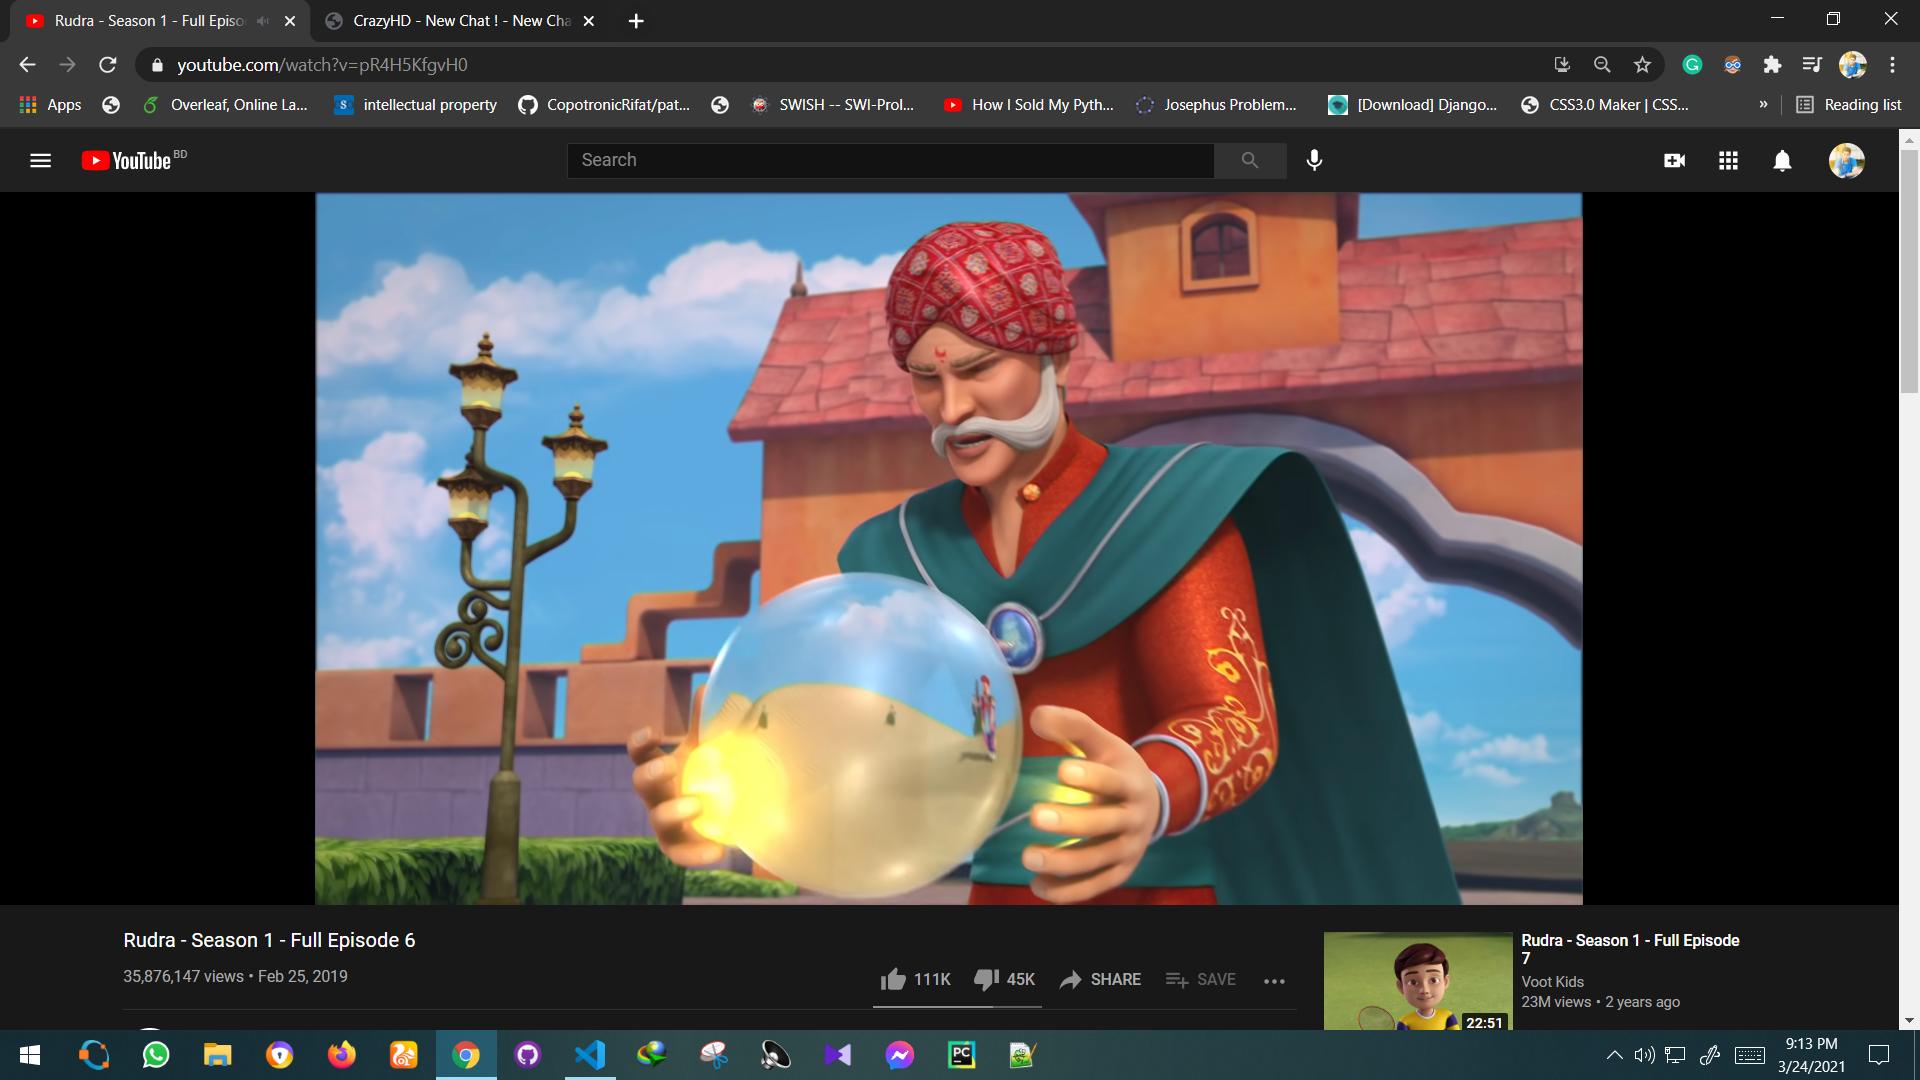 Rudra - Season 1 - Full Episo
CrazyHD - New Chat ! - New Cha
youtube.com/watch?v=pR4H5KfgvH0
Apps
Overleaf, Online La...
intellectual property
CopotronicRifat/pat...
SWISH -- SWI-Prol...
How I Sold My Pyth...
Josephus Problem...
[Download] Django...
CSS3.0 Maker | CSS...
»
Reading list
YouTube BD
Search
Rudra - Season 1 - Full Episode 6
35,876,147 views • Feb 25, 2019
111K
45K
SHARE
SAVE
Rudra - Season 1 - Full Episode
7
Voot Kids
23M views • 2 years ago
22:51
PC
9:13 PM
3/24/2021